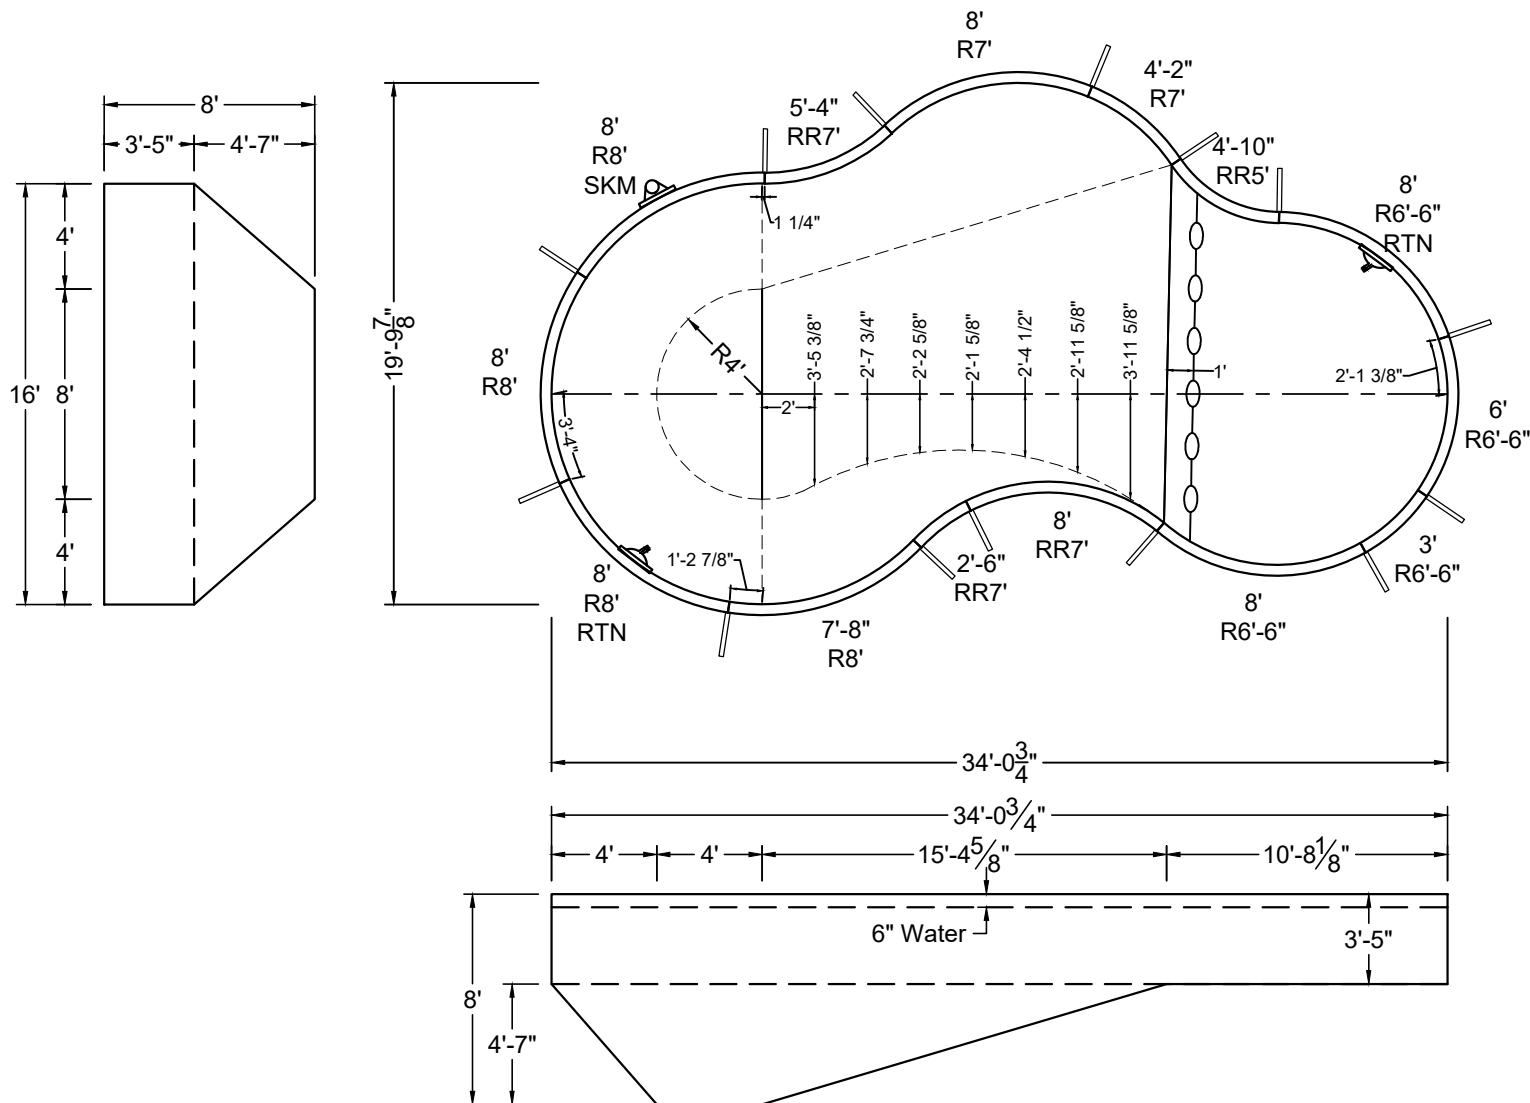 8'
3'-5"
4'-7"
16'
4'
8'
4'
19'-9 7/8"
8'
R7'
4'-2"
R7'
5'-4"
RR7'
8'
R8'
SKM
4'-10"
RR5'
8'
R6'-6"
RTN
1 1/4"
8'
R8'
R4'
2'
3'-5 3/8"
2'-7 3/4"
2'-2 5/8"
2'-1 5/8"
2'-4 1/2"
2'-11 5/8"
3'-11 5/8"
1'
2'-1 3/8"
6'
R6'-6"
3'-4"
8'
R8'
RTN
1'-2 7/8"
7'-8"
R8'
2'-6"
RR7'
8'
RR7'
3'
R6'-6"
8'
R6'-6"
34'-0 3/4"
34'-0 3/4"
4'
4'
15'-4 5/8"
10'-8 1/8"
6" Water
3'-5"
8'
4'-7"